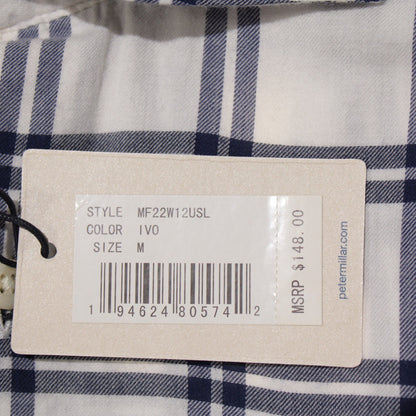 STYLE MF22W12USL
COLOR IVO
SIZE M
1 94624 80574 2
MSRP $148.00
petermillar.com